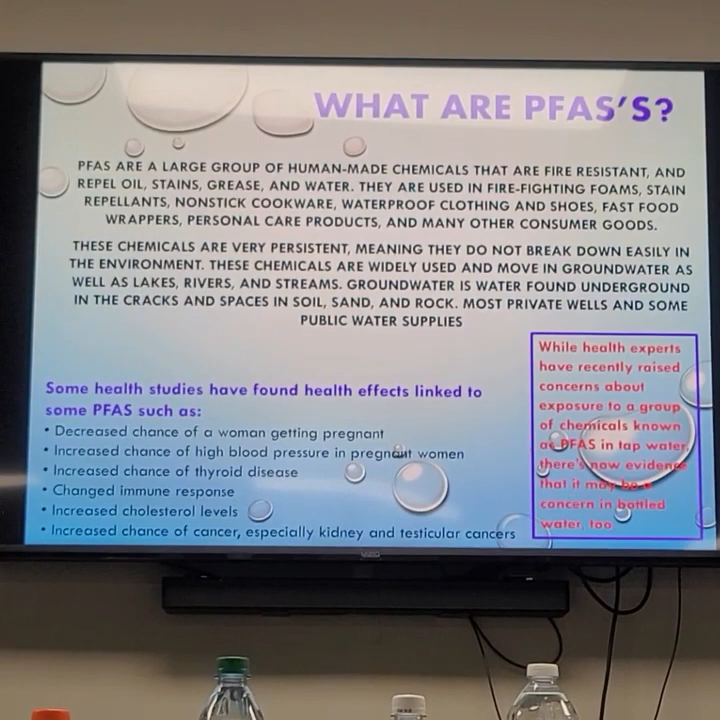 WHAT ARE PFAS'S?
PFAS ARE A LARGE GROUP OF HUMAN-MADE CHEMICALS THAT ARE FIRE RESISTANT, AND
REPEL OIL, STAINS, GREASE, AND WATER. THEY ARE USED IN FIRE-FIGHTING FOAMS, STAIN
REPELLANTS, NONSTICK COOKWARE, WATERPROOF CLOTHING AND SHOES, FAST FOOD
WRAPPERS, PERSONAL CARE PRODUCTS, AND MANY OTHER CONSUMER GOODS.
THESE CHEMICALS ARE VERY PERSISTENT, MEANING THEY DO NOT BREAK DOWN EASILY IN
THE ENVIRONMENT. THESE CHEMICALS ARE WIDELY USED AND MOVE IN GROUNDWATER AS
WELL AS LAKES, RIVERS, AND STREAMS. GROUNDWATER IS WATER FOUND UNDERGROUND
IN THE CRACKS AND SPACES IN SOIL, SAND, AND ROCK. MOST PRIVATE WELLS AND SOME
PUBLIC WATER SUPPLIES
Some health studies have found health effects linked to
some PFAS such as:
• Decreased chance of a woman getting pregnant
• Increased chance of high blood pressure in pregnant women
• Increased chance of thyroid disease
• Changed immune response
• Increased cholesterol levels
• Increased chance of cancer, especially kidney and testicular cancers
While health experts
have recently raised
concerns about
exposure to a group
of chemicals known
as PFAS in tap water,
there's now evidence
that it may be a
concern in bottled
water, too
VIZIO